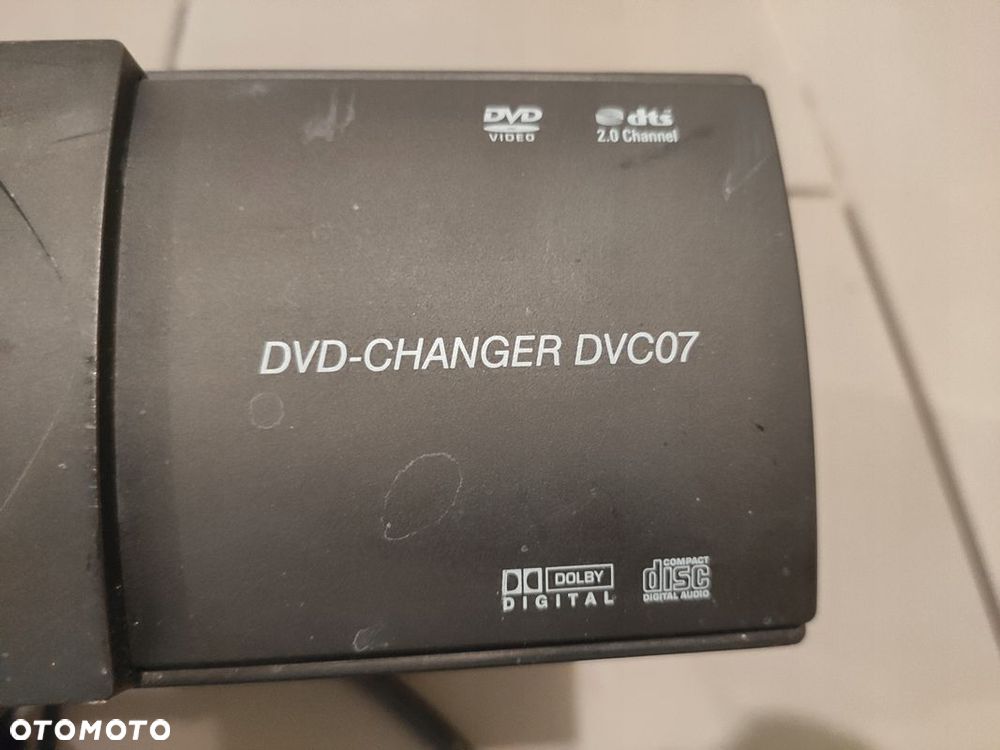 DVD
VIDEO
dts
2.0 Channel
DVD-CHANGER DVC07
DOLBY
DIGITAL
COMPACT
disc
DIGITAL AUDIO
OTOMOTO